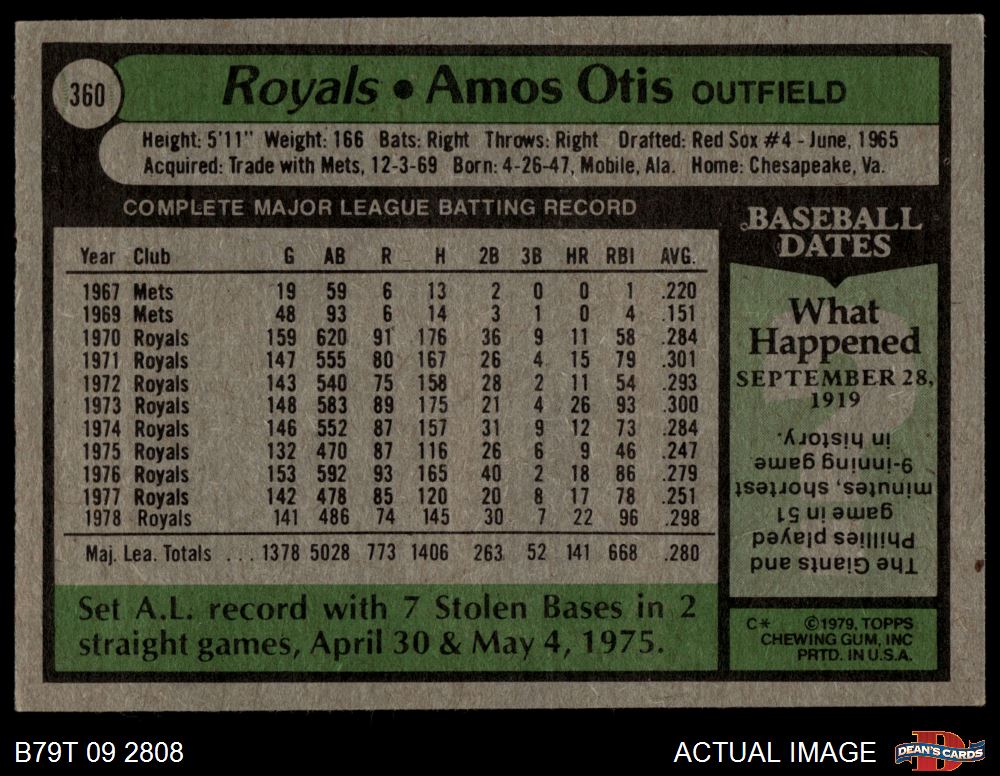 360
Royals • Amos Otis OUTFIELD
Height: 5'11" Weight: 166 Bats: Right Throws: Right Drafted: Red Sox #4 - June, 1965
Acquired: Trade with Mets, 12-3-69 Born: 4-26-47, Mobile, Ala. Home: Chesapeake, Va.
COMPLETE MAJOR LEAGUE BATTING RECORD
Year Club G AB R H 2B 3B HR RBI AVG.
1967 Mets 19 59 6 13 2 0 0 1 .220
1969 Mets 48 93 6 14 3 1 0 4 .151
1970 Royals 159 620 91 176 36 9 11 58 .284
1971 Royals 147 555 80 167 26 4 15 79 .301
1972 Royals 143 540 75 158 28 2 11 54 .293
1973 Royals 148 583 89 175 21 4 26 93 .300
1974 Royals 146 552 87 157 31 9 12 73 .284
1975 Royals 132 470 87 116 26 6 9 46 .247
1976 Royals 153 592 93 165 40 2 18 86 .279
1977 Royals 142 478 85 120 20 8 17 78 .251
1978 Royals 141 486 74 145 30 7 22 96 .298
Maj. Lea. Totals . . . 1378 5028 773 1406 263 52 141 668 .280
Set A.L. record with 7 Stolen Bases in 2
straight games, April 30 & May 4, 1975.
BASEBALL
DATES
What
Happened
SEPTEMBER 28,
1919
The Giants and
Phillies played
game in 51
minutes, shortest
9-inning game
in history.
C* ©1979, TOPPS
CHEWING GUM, INC
PRTD. IN U.S.A.
B79T 09 2808
ACTUAL IMAGE
DEAN'S CARDS